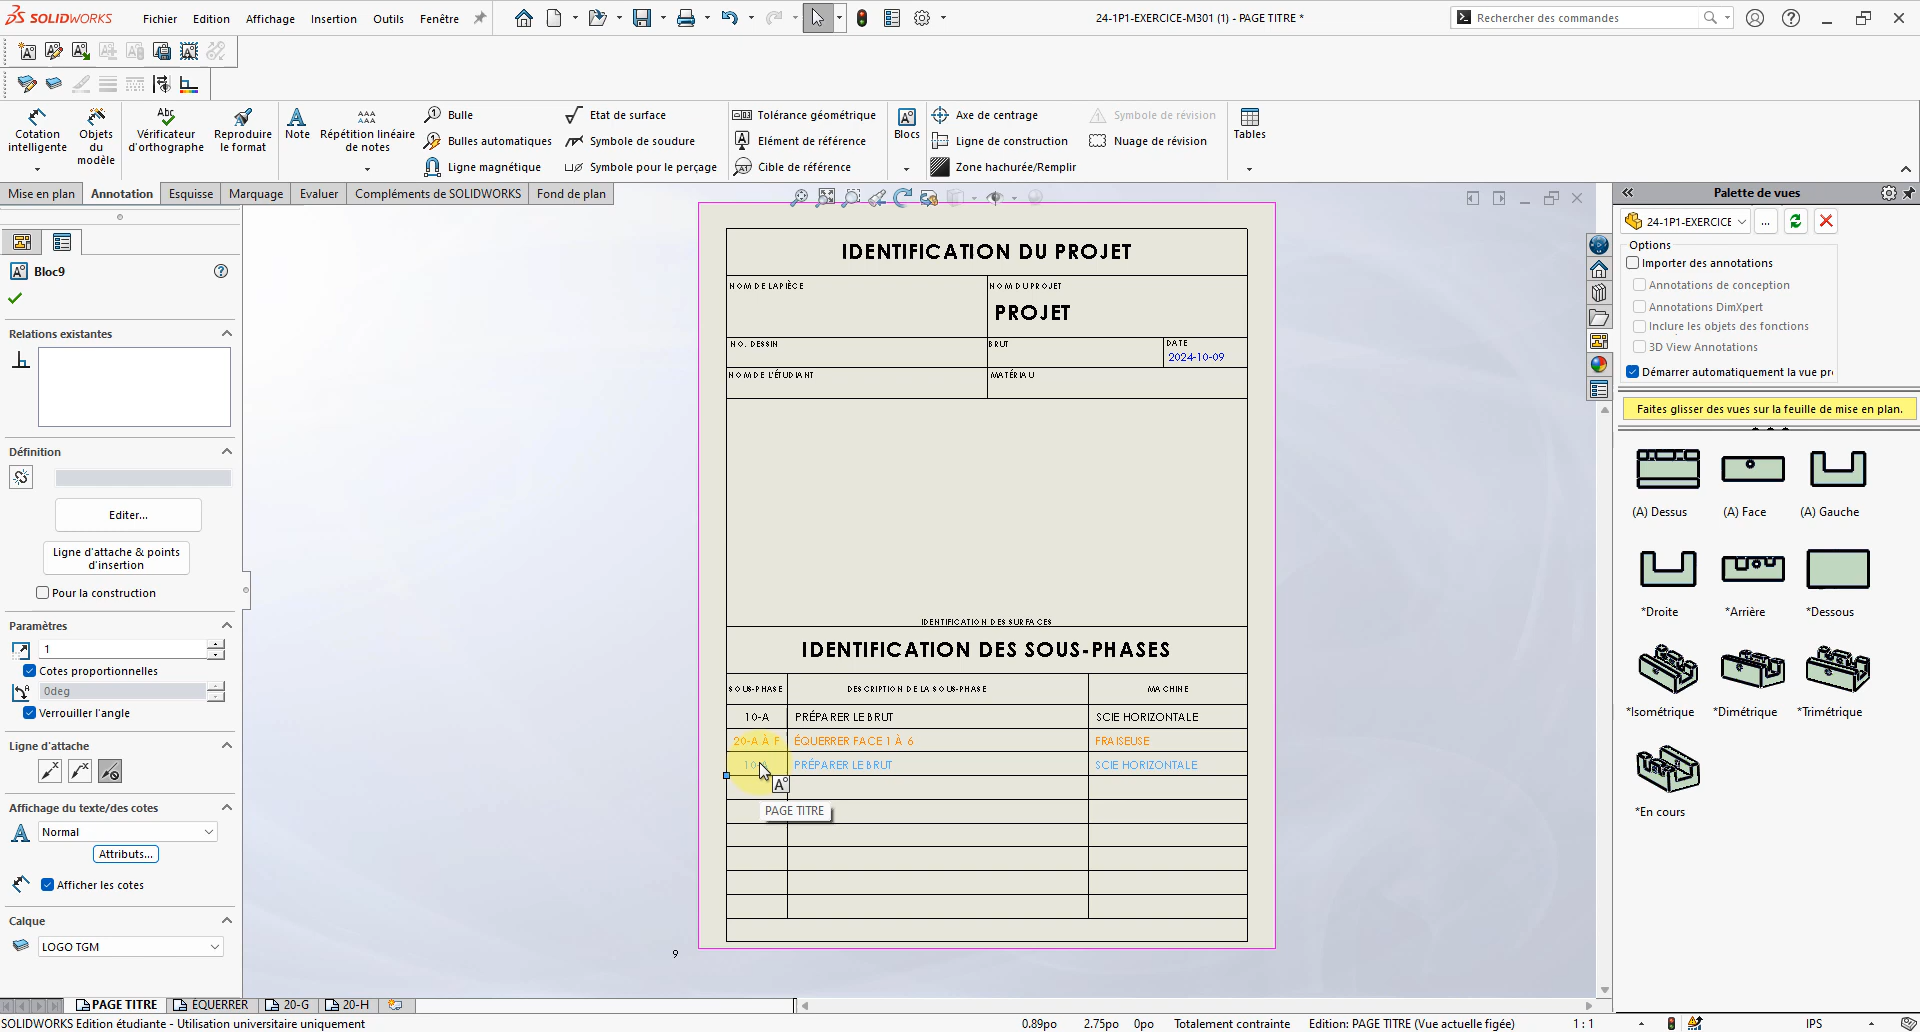 SOLIDWORKS
Fichier Edition Affichage Insertion Outils Fenêtre
24-1P1-EXERCICE-M301 (1) - PAGE TITRE *
Rechercher des commandes
Cotation intelligente
Objets du modèle
Abc
Vérificateur d'orthographe
Reproduire le format
Note
Répétition linéaire de notes
Bulle
Bulles automatiques
Ligne magnétique
Etat de surface
Symbole de soudure
Symbole pour le perçage
Tolérance géométrique
Elément de référence
Cible de référence
Blocs
Axe de centrage
Ligne de construction
Zone hachurée/Remplir
Symbole de révision
Nuage de révision
Tables
Mise en plan Annotation Esquisse Marquage Evaluer Compléments de SOLIDWORKS Fond de plan
Bloc9
Relations existantes
Définition
Editer...
Ligne d'attache & points d'insertion
Pour la construction
Paramètres
1
Cotes proportionnelles
0deg
Verrouiller l'angle
Ligne d'attache
Affichage du texte/des cotes
Normal
Attributs...
Afficher les cotes
Calque
LOGO TGM
IDENTIFICATION DU PROJET
NOM DE LA PIÈCE
NOM DU PROJET
PROJET
NO. DESSIN
BRUT
DATE
2024-10-09
NOM DE L'ÉTUDIANT
MATÉRIAU
IDENTIFICATION DES SURFACES
IDENTIFICATION DES SOUS-PHASES
SOUS-PHASE DESCRIPTION DE LA SOUS-PHASE MACHINE
10-A PRÉPARER LE BRUT SCIE HORIZONTALE
20-A À F ÉQUERRER FACE 1 À 6 FRAISEUSE
10-A PRÉPARER LE BRUT SCIE HORIZONTALE
PAGE TITRE
9
Palette de vues
24-1P1-EXERCICE
...
Options
Importer des annotations
Annotations de conception
Annotations DimXpert
Inclure les objets des fonctions
3D View Annotations
Démarrer automatiquement la vue pr
Faites glisser des vues sur la feuille de mise en plan.
(A) Dessus (A) Face (A) Gauche
*Droite *Arrière *Dessous
*Isométrique *Dimétrique *Trimétrique
*En cours
PAGE TITRE ÉQUERRER 20-G 20-H
SOLIDWORKS Edition étudiante - Utilisation universitaire uniquement
0.89po 2.75po 0po Totalement contrainte Edition: PAGE TITRE (Vue actuelle figée) 1 : 1 IPS